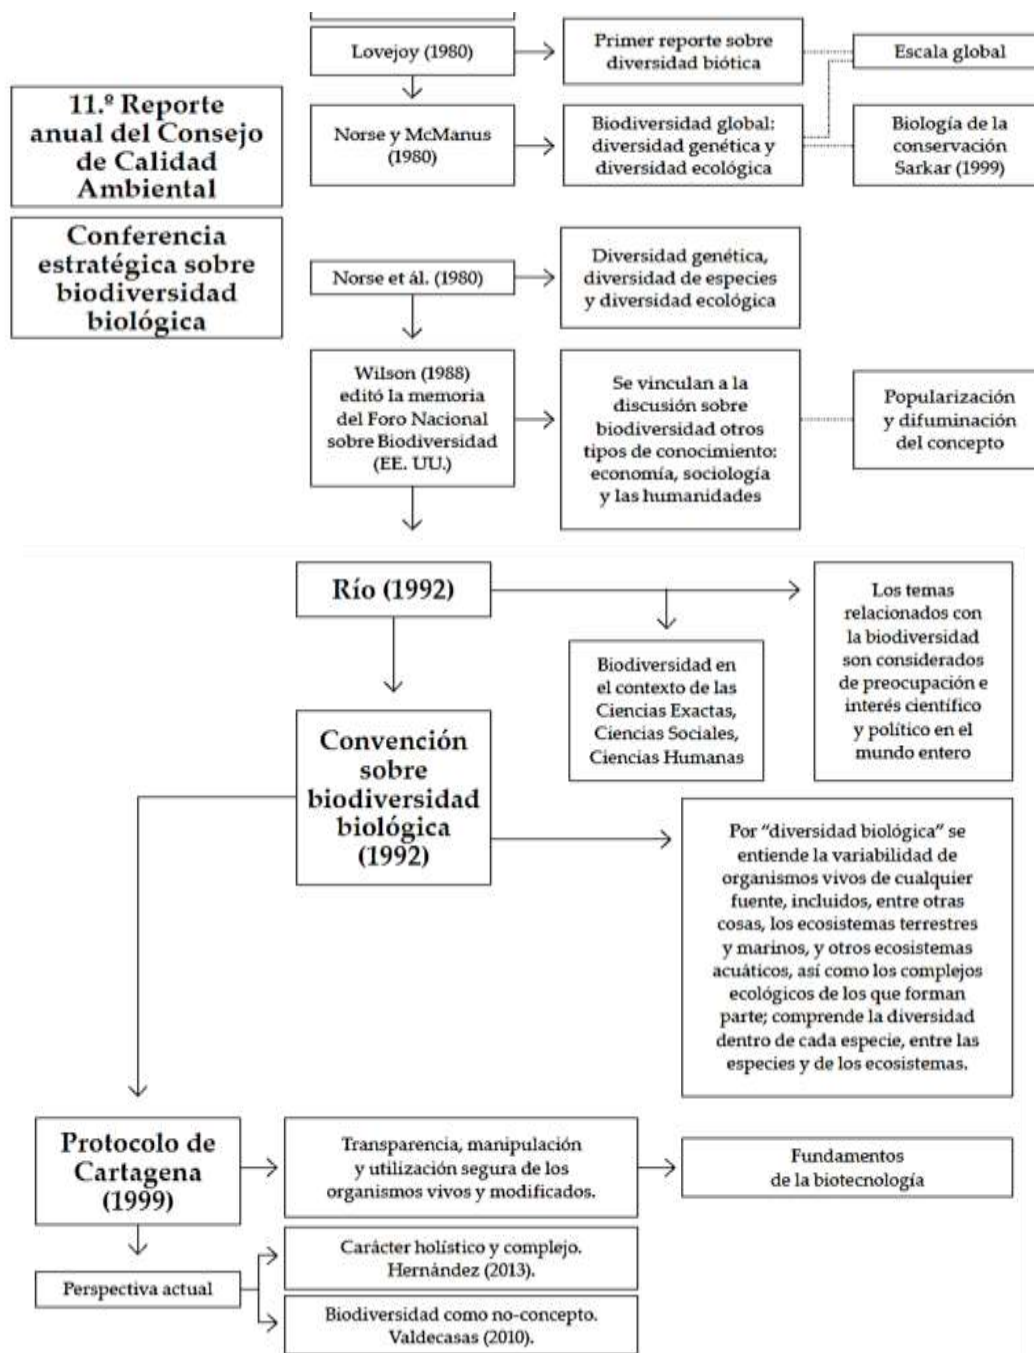 Lovejoy (1980)
Primer reporte sobre
diversidad biótica
Escala global
11.º Reporte
anual del Consejo
de Calidad
Ambiental
Norse y McManus
(1980)
Biodiversidad global:
diversidad genética y
diversidad ecológica
Biología de la
conservación
Sarkar (1999)
Conferencia
estratégica sobre
biodiversidad
biológica
Norse et ál. (1980)
Diversidad genética,
diversidad de especies
y diversidad ecológica
Wilson (1988)
editó la memoria
del Foro Nacional
sobre Biodiversidad
(EE. UU.)
Se vinculan a la
discusión sobre
biodiversidad otros
tipos de conocimiento:
economía, sociología
y las humanidades
Popularización
y difuminación
del concepto
Río (1992)
Biodiversidad en
el contexto de las
Ciencias Exactas,
Ciencias Sociales,
Ciencias Humanas
Los temas
relacionados con
la biodiversidad
son considerados
de preocupación e
interés científico
y político en el
mundo entero
Convención
sobre
biodiversidad
biológica
(1992)
Por “diversidad biológica” se
entiende la variabilidad de
organismos vivos de cualquier
fuente, incluidos, entre otras
cosas, los ecosistemas terrestres
y marinos, y otros ecosistemas
acuáticos, así como los complejos
ecológicos de los que forman
parte; comprende la diversidad
dentro de cada especie, entre las
especies y de los ecosistemas.
Protocolo de
Cartagena
(1999)
Transparencia, manipulación
y utilización segura de los
organismos vivos y modificados.
Fundamentos
de la biotecnología
Perspectiva actual
Carácter holístico y complejo.
Hernández (2013).
Biodiversidad como no-concepto.
Valdecasas (2010).